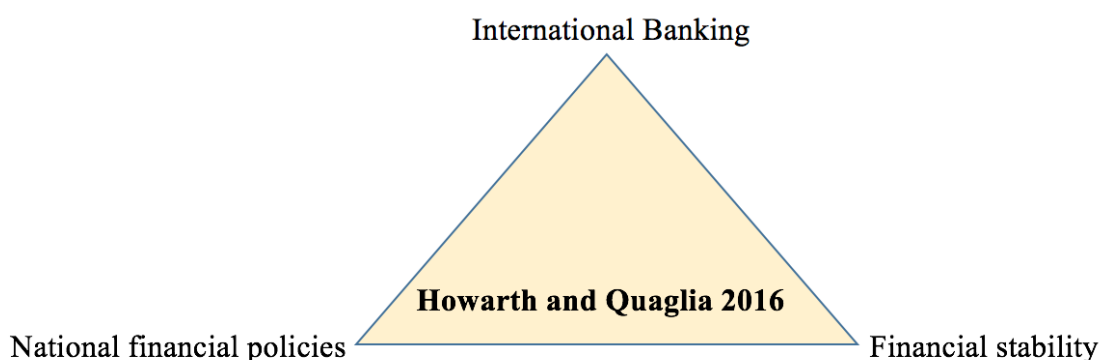 International Banking
Howarth and Quaglia 2016
National financial policies
Financial stability